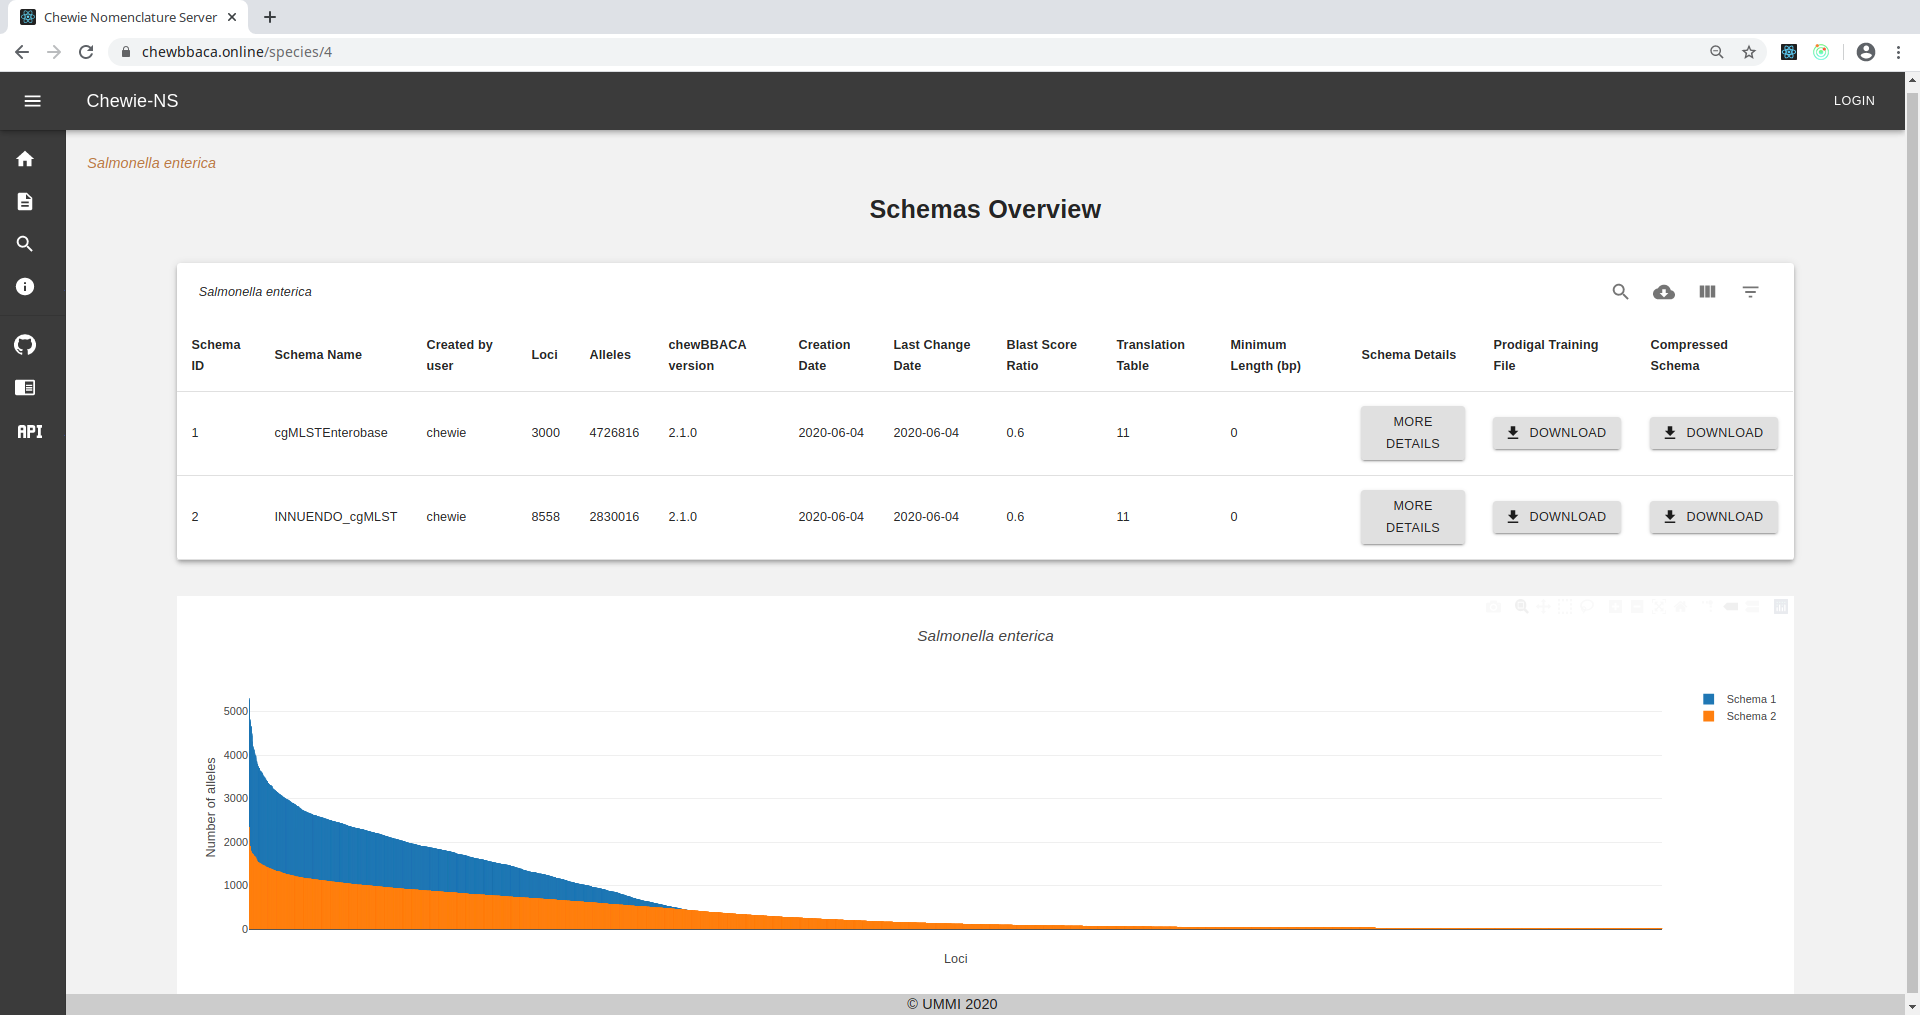 Chewie Nomenclature Server
chewbbaca.online/species/4
Chewie-NS
LOGIN
Salmonella enterica
Schemas Overview
Salmonella enterica
Schema ID Schema Name Created by user Loci Alleles chewBBACA version Creation Date Last Change Date Blast Score Ratio Translation Table Minimum Length (bp) Schema Details Prodigal Training File Compressed Schema
1 cgMLSTEnterobase chewie 3000 4726816 2.1.0 2020-06-04 2020-06-04 0.6 11 0 MORE DETAILS DOWNLOAD DOWNLOAD
2 INNUENDO_cgMLST chewie 8558 2830016 2.1.0 2020-06-04 2020-06-04 0.6 11 0 MORE DETAILS DOWNLOAD DOWNLOAD
API
Salmonella enterica
Schema 1
Schema 2
Number of alleles
5000
4000
3000
2000
1000
0
Loci
© UMMI 2020